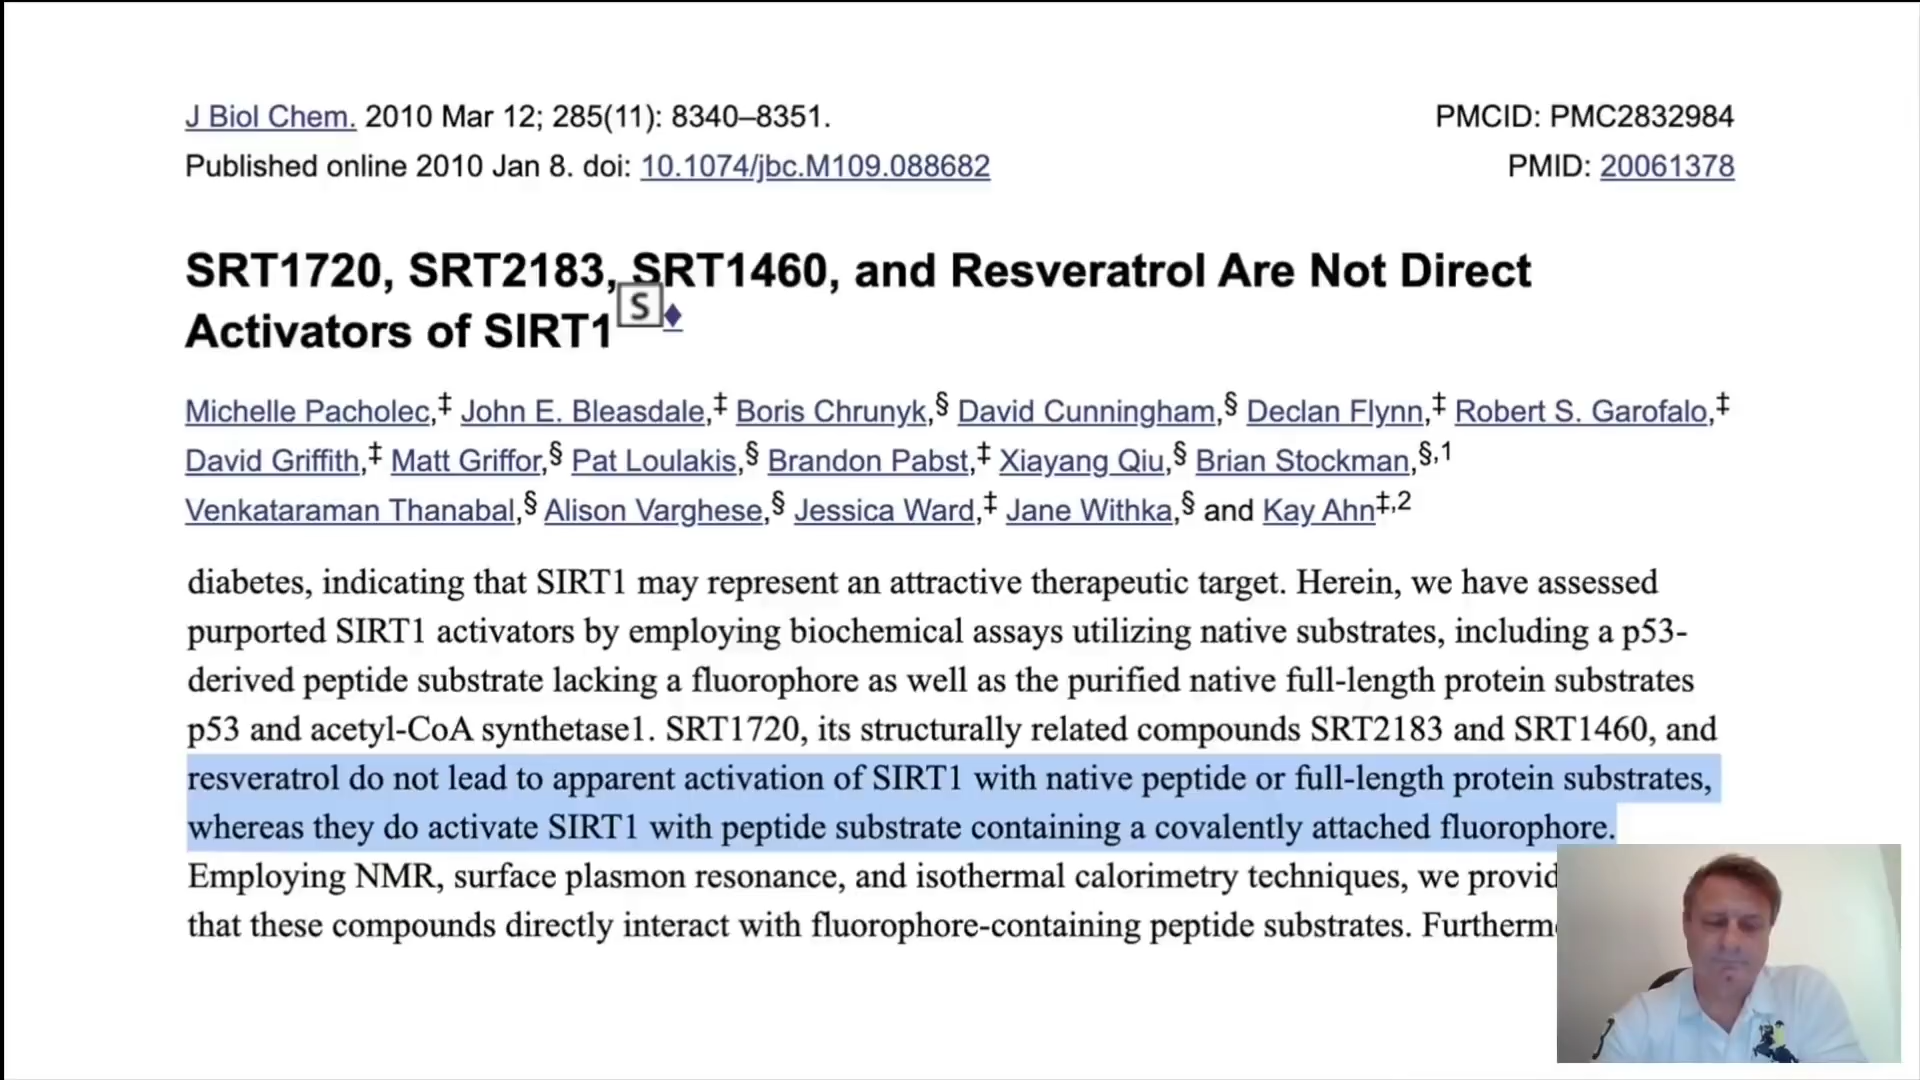 J Biol Chem. 2010 Mar 12; 285(11): 8340–8351.
PMCID: PMC2832984
Published online 2010 Jan 8. doi: 10.1074/jbc.M109.088682
PMID: 20061378
SRT1720, SRT2183, SRT1460, and Resveratrol Are Not Direct
Activators of SIRT1 S♦
Michelle Pacholec,‡ John E. Bleasdale,‡ Boris Chrunyk,§ David Cunningham,§ Declan Flynn,‡ Robert S. Garofalo,‡
David Griffith,‡ Matt Griffor,§ Pat Loulakis,§ Brandon Pabst,‡ Xiayang Qiu,§ Brian Stockman,§,1
Venkataraman Thanabal,§ Alison Varghese,§ Jessica Ward,‡ Jane Withka,§ and Kay Ahn‡,2
diabetes, indicating that SIRT1 may represent an attractive therapeutic target. Herein, we have assessed
purported SIRT1 activators by employing biochemical assays utilizing native substrates, including a p53-
derived peptide substrate lacking a fluorophore as well as the purified native full-length protein substrates
p53 and acetyl-CoA synthetase1. SRT1720, its structurally related compounds SRT2183 and SRT1460, and
resveratrol do not lead to apparent activation of SIRT1 with native peptide or full-length protein substrates,
whereas they do activate SIRT1 with peptide substrate containing a covalently attached fluorophore.
Employing NMR, surface plasmon resonance, and isothermal calorimetry techniques, we provid
that these compounds directly interact with fluorophore-containing peptide substrates. Furtherm